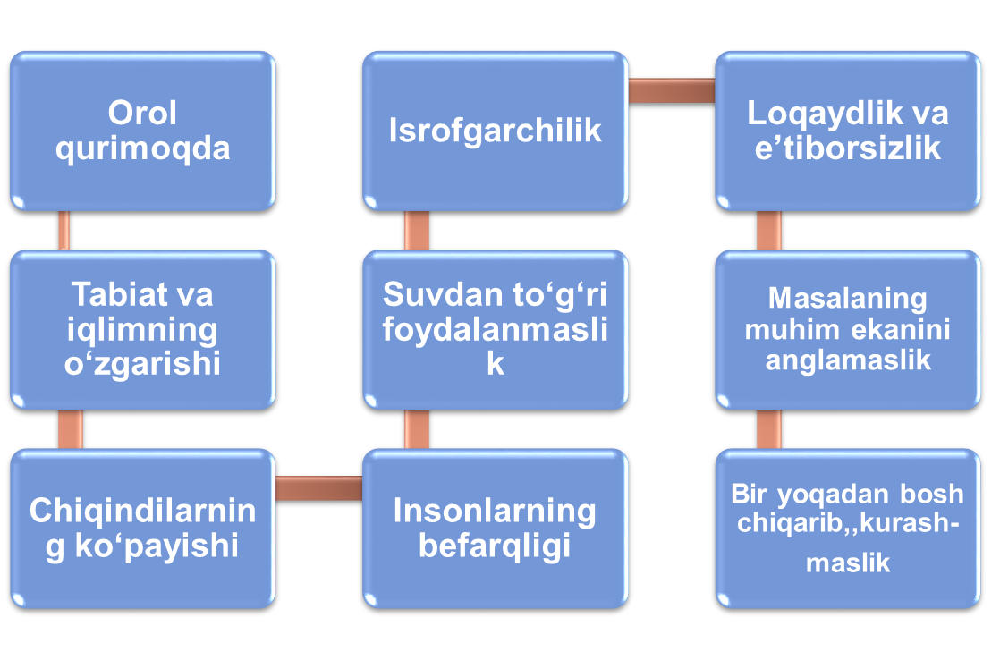 Orol
qurimoqda
Tabiat va
iqlimning
o‘zgarishi
Chiqindilarnin
g ko‘payishi
Insonlarning
befarqligi
Suvdan to‘g‘ri
foydalanmasli
k
Isrofgarchilik
Loqaydlik va
e’tiborsizlik
Masalaning
muhim ekanini
anglamaslik
Bir yoqadan bosh
chiqarib,,kurash-
maslik